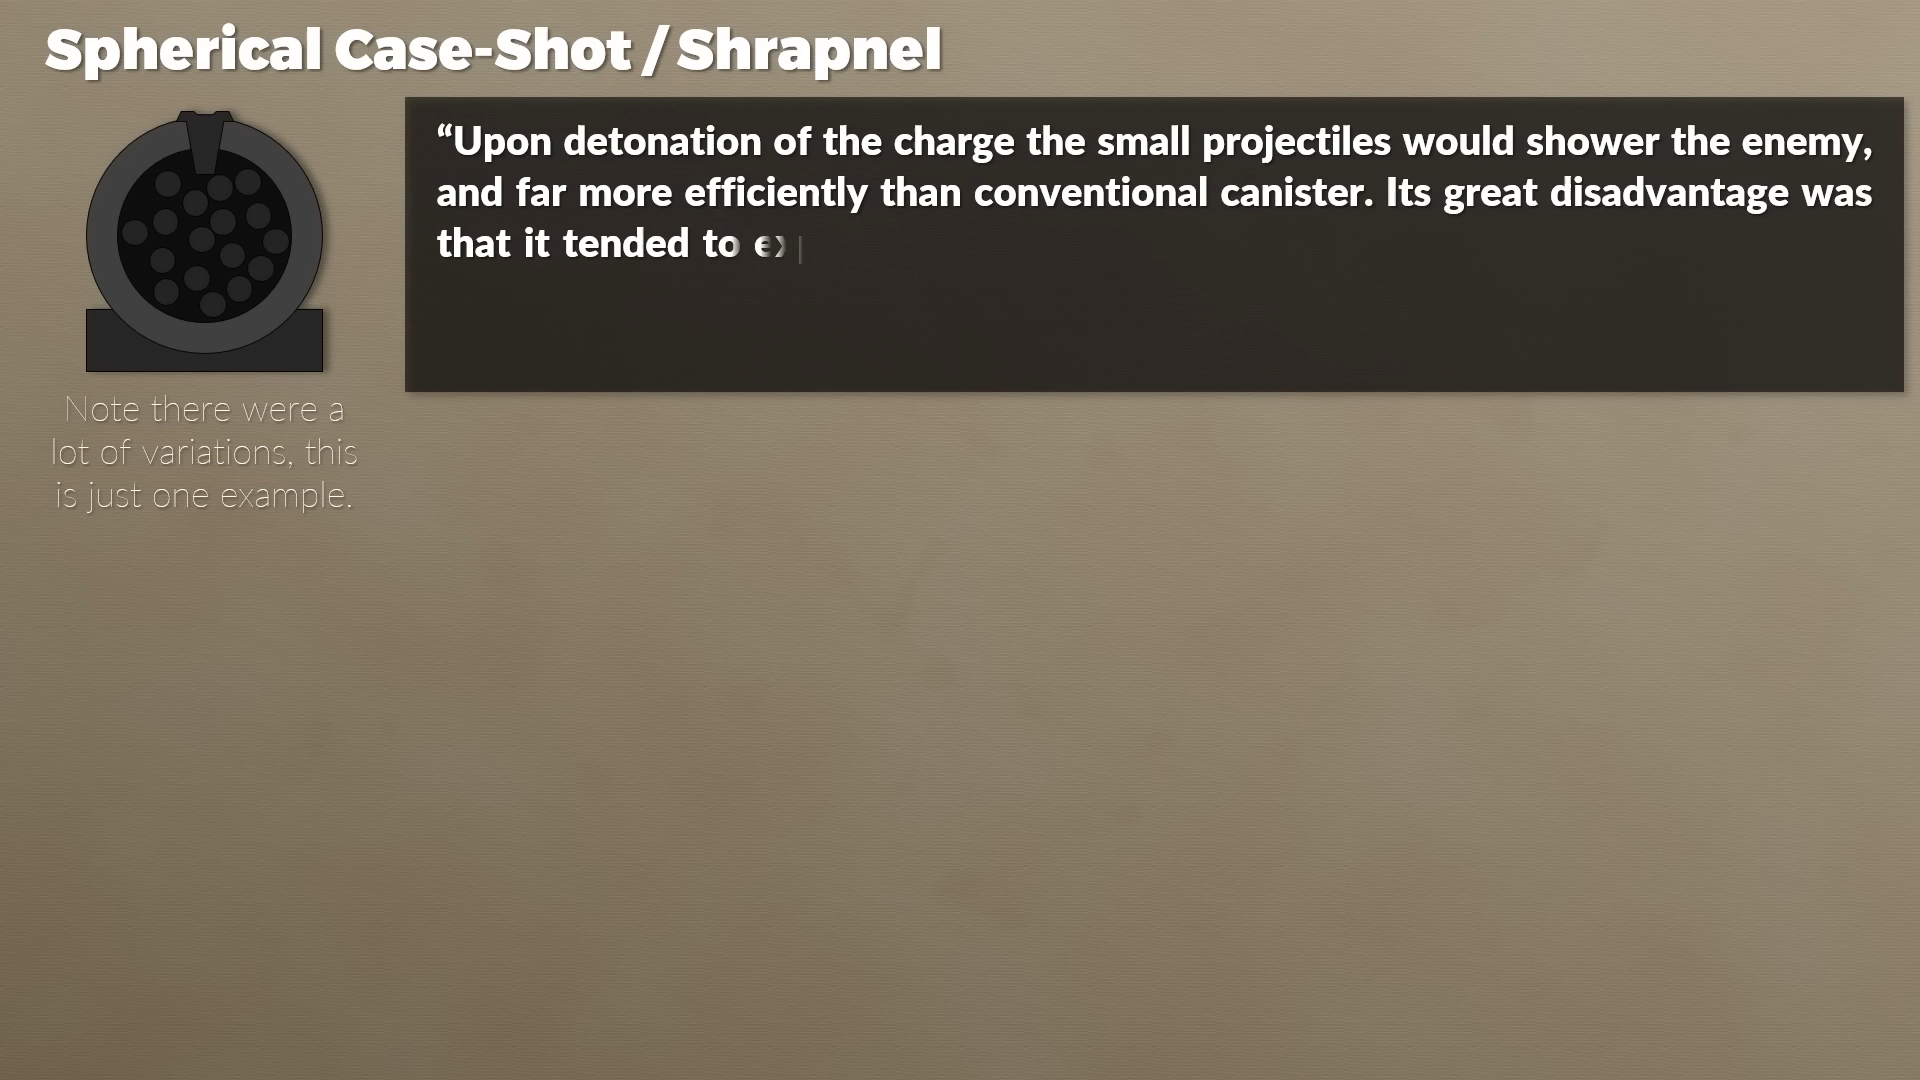 Spherical Case-Shot / Shrapnel
“Upon detonation of the charge the small projectiles would shower the enemy,
and far more efficiently than conventional canister. Its great disadvantage was
that it tended to
Note there were a
lot of variations, this
is just one example.